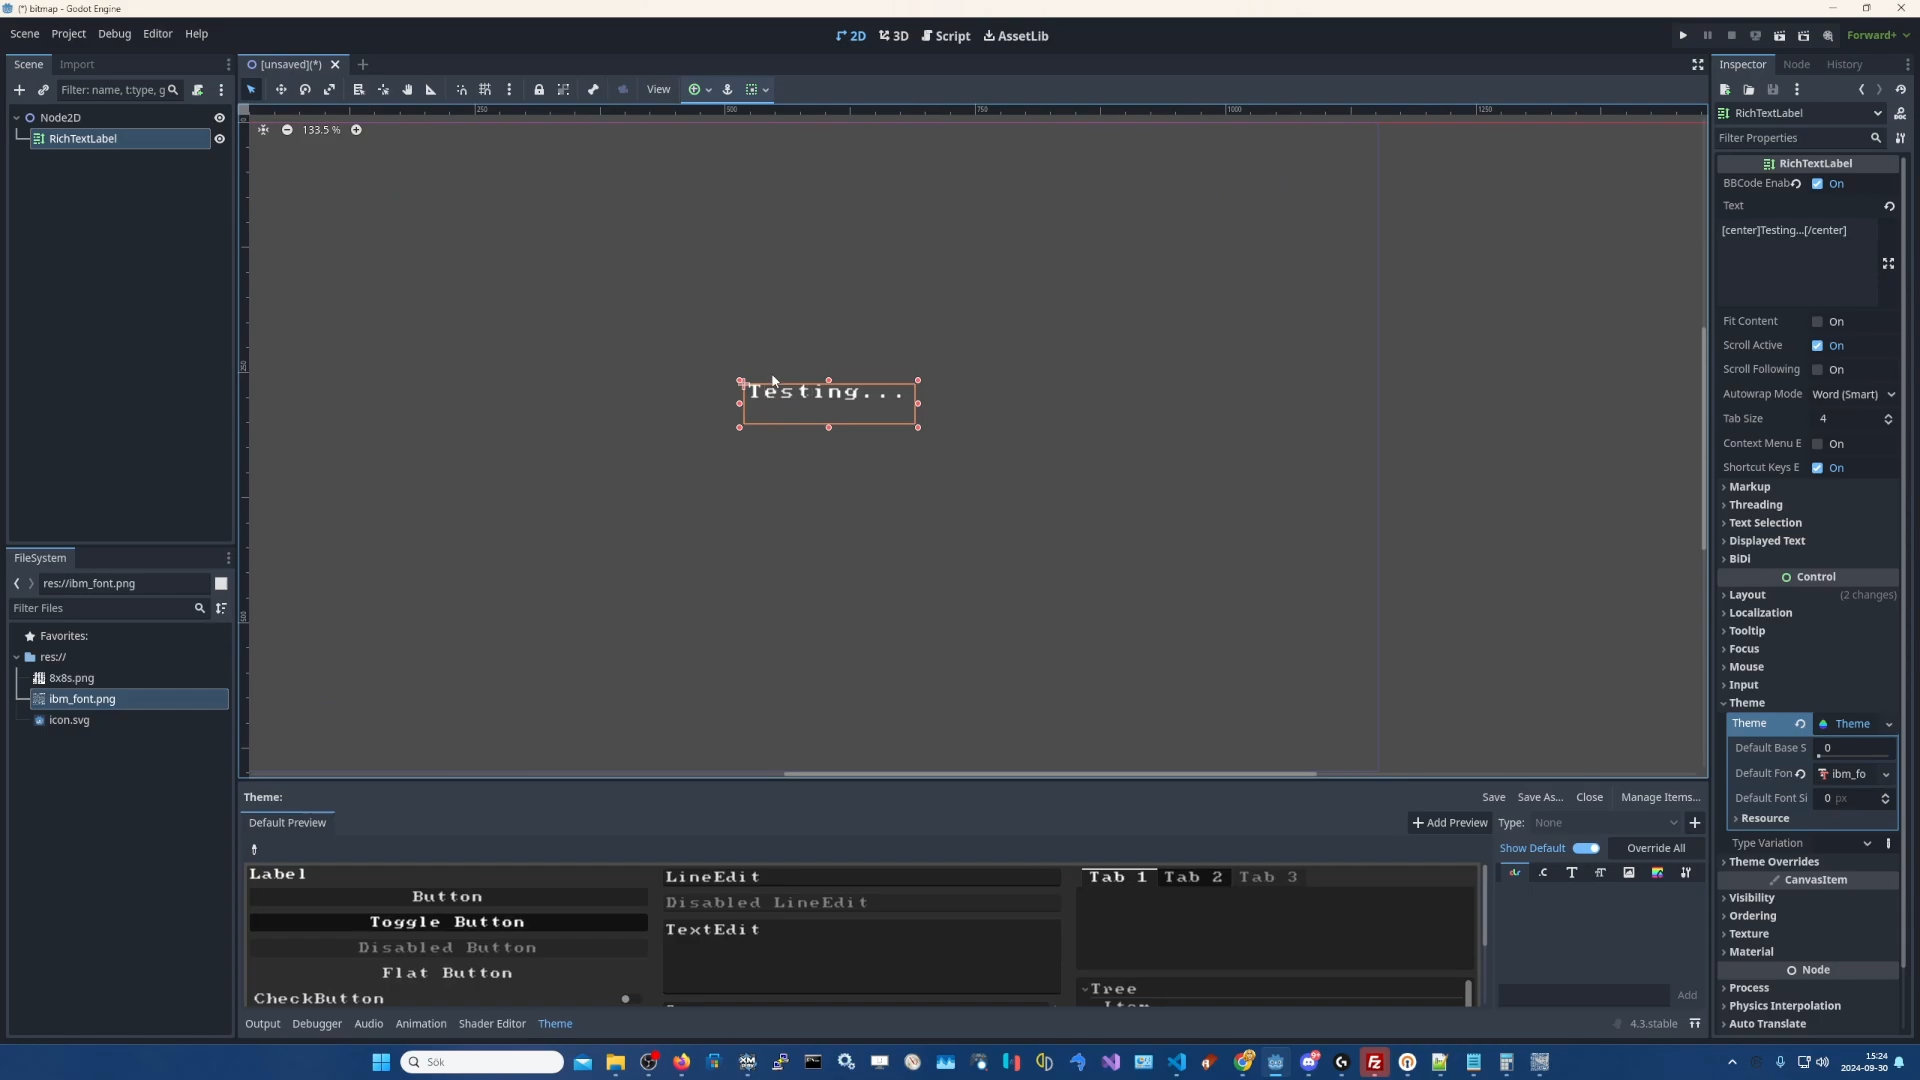 (*) bitmap - Godot Engine
Scene Project Debug Editor Help
2D 3D Script AssetLib
Forward+
Scene Import
[unsaved](*)
Inspector Node History
Filter: name, t:type, g
View
Node2D
RichTextLabel
133.5 %
250 500 750 1000 1250
0
250
500
Testing...
RichTextLabel
Filter Properties
RichTextLabel
BBCode Enab On
Text
[center]Testing...[/center]
Fit Content On
Scroll Active On
Scroll Following On
Autowrap Mode Word (Smart)
Tab Size 4
Context Menu E On
Shortcut Keys E On
Markup
Threading
Text Selection
Displayed Text
BiDi
Control
Layout (2 changes)
Localization
Tooltip
Focus
Mouse
Input
Theme
Theme Theme
Default Base S 0
Default Fon ibm_fo
Default Font Si 0 px
Resource
Type Variation
Theme Overrides
CanvasItem
Visibility
Ordering
Texture
Material
Node
Process
Physics Interpolation
Auto Translate
FileSystem
res://ibm_font.png
Filter Files
Favorites:
res://
8x8s.png
ibm_font.png
icon.svg
Theme: Save Save As... Close Manage Items...
Default Preview
Add Preview Type: None
Show Default Override All
Label
Button
Toggle Button
Disabled Button
Flat Button
CheckButton
LineEdit
Disabled LineEdit
TextEdit
Tab 1 Tab 2 Tab 3
Tree
Item
Add
Output Debugger Audio Animation Shader Editor Theme
4.3.stable
Sök
15:24
2024-09-30